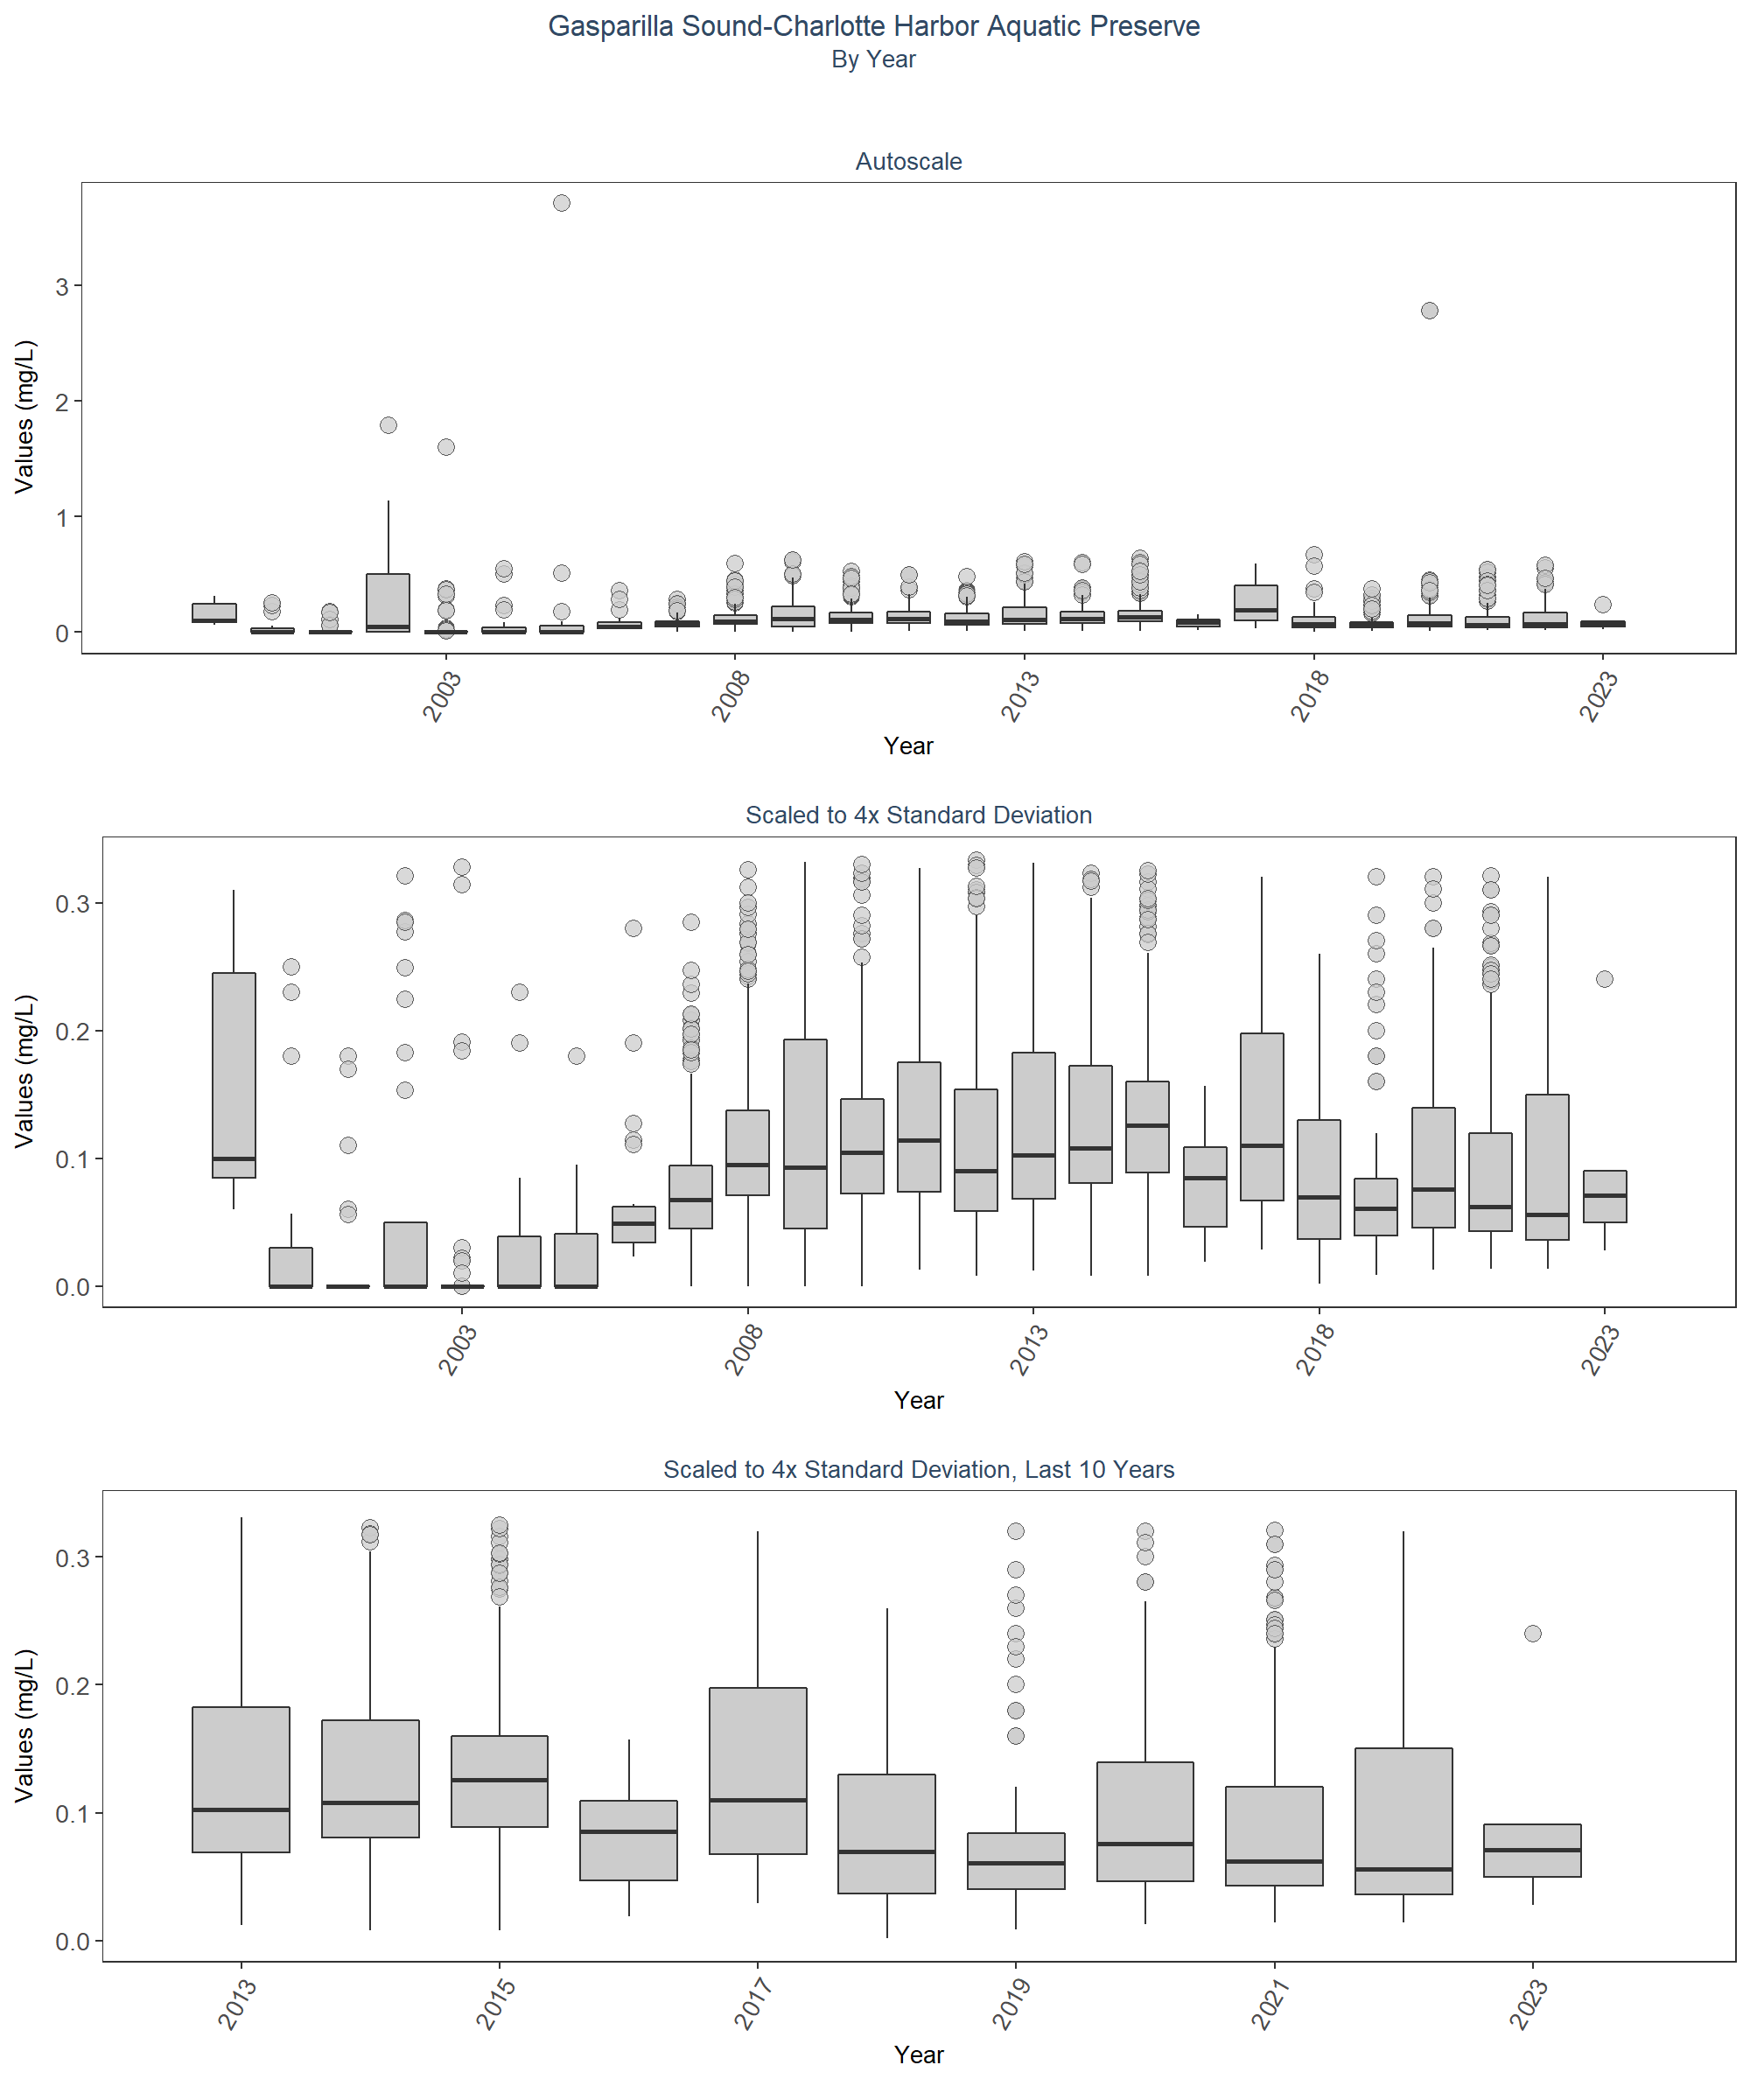 Gasparilla Sound-Charlotte Harbor Aquatic Preserve
By Year
Autoscale
Values (mg/L)
3
2
1
0
2003 2008 2013 2018 2023
Year
Scaled to 4x Standard Deviation
Values (mg/L)
0.3
0.2
0.1
0.0
2003 2008 2013 2018 2023
Year
Scaled to 4x Standard Deviation, Last 10 Years
Values (mg/L)
0.3
0.2
0.1
0.0
2013 2015 2017 2019 2021 2023
Year